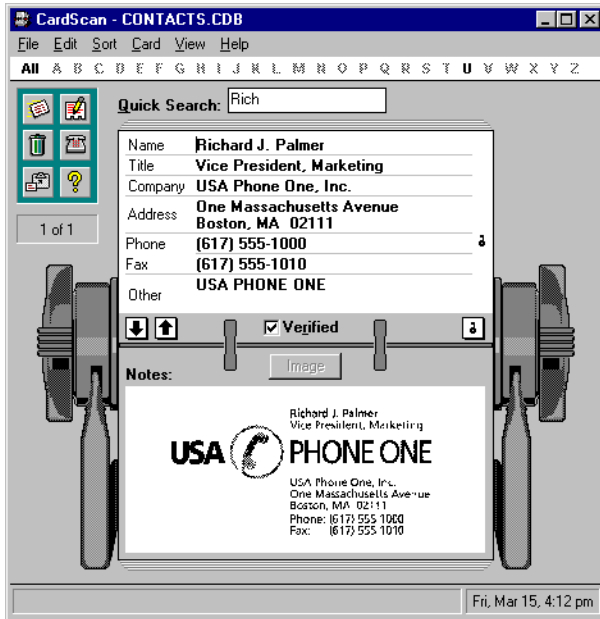 CardScan - CONTACTS.CDB
File Edit Sort Card View Help
All A B C D E F G H I J K L M N O P Q R S T U V W X Y Z
Quick Search: Rich
Name Richard J. Palmer
Title Vice President, Marketing
Company USA Phone One, Inc.
Address One Massachusetts Avenue
Boston, MA 02111
1 of 1
Phone (617) 555-1000
Fax (617) 555-1010
Other USA PHONE ONE
Verified
Image
Notes:
Richard J. Palmer
Vice President, Marketing
USA PHONE ONE
USA Phone One, Inc.
One Massachusetts Avenue
Boston, MA 02111
Phone: (617) 555 1000
Fax: (617) 555 1010
Fri, Mar 15, 4:12 pm